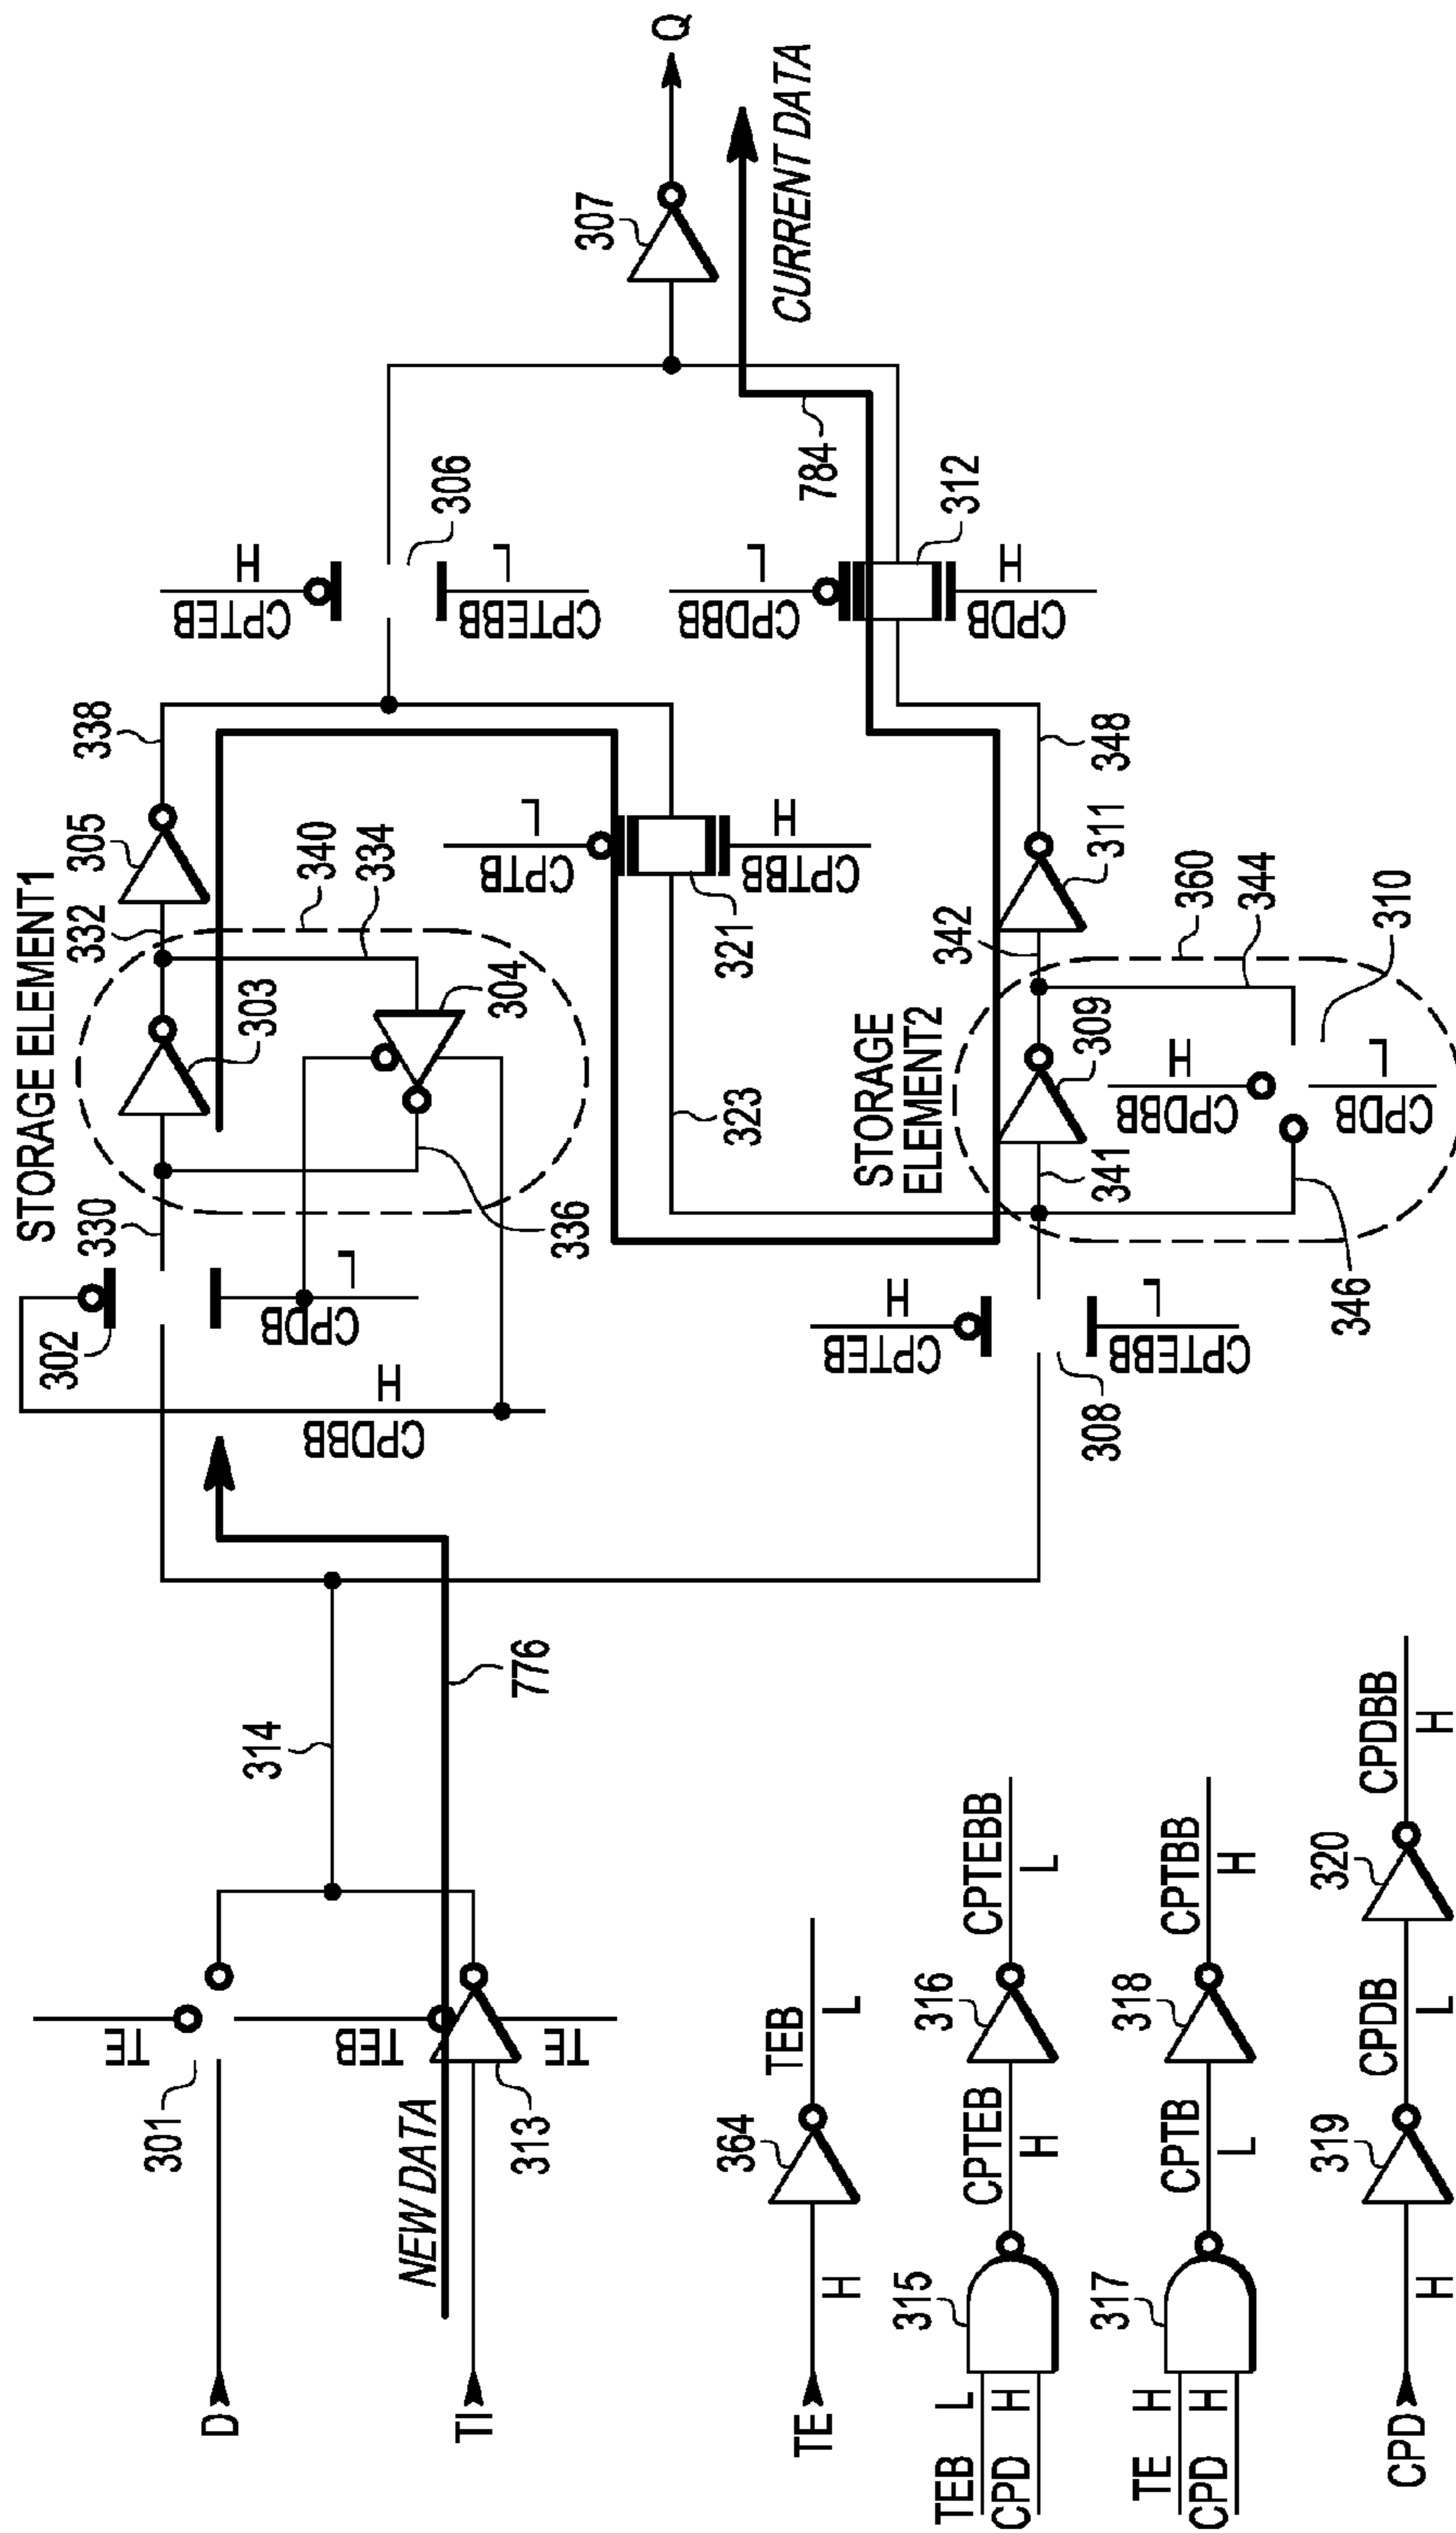 Q
CURRENT DATA
307
784
306
CPTEB H
CPTEBB L
312
CPDBB L
CPDB H
338
305
332
340
334
303
304
STORAGE ELEMENT1
330
336
302
CPDB L
CPDBB H
CPTB L
CPTBB H
321
323
348
311
342
360
344
310
309
STORAGE
ELEMENT2
341
CPDBB H
CPDB L
346
CPTEB H
CPTEBB L
308
314
776
TE
TEB
TE
301
313
NEW DATA
D
TI
TE
H
364
TEB
L
TEB L
CPD H
315
CPTEB
H
316
CPTEBB
L
TE H
CPD H
317
CPTB
L
318
CPTBB
H
CPD
H
319
CPDB
L
320
CPDBB
H